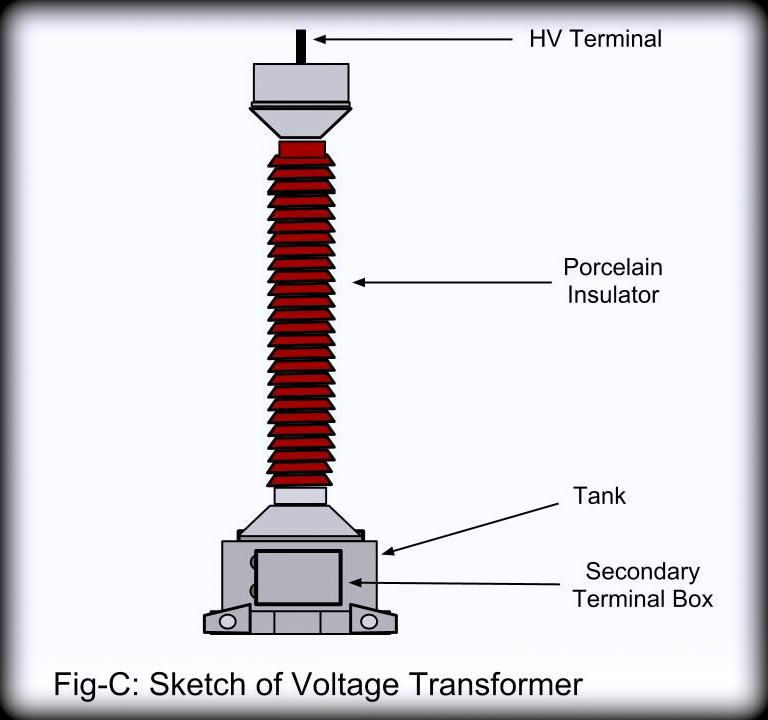 HV Terminal
Porcelain
Insulator
Tank
Secondary
Terminal Box
Fig-C: Sketch of Voltage Transformer